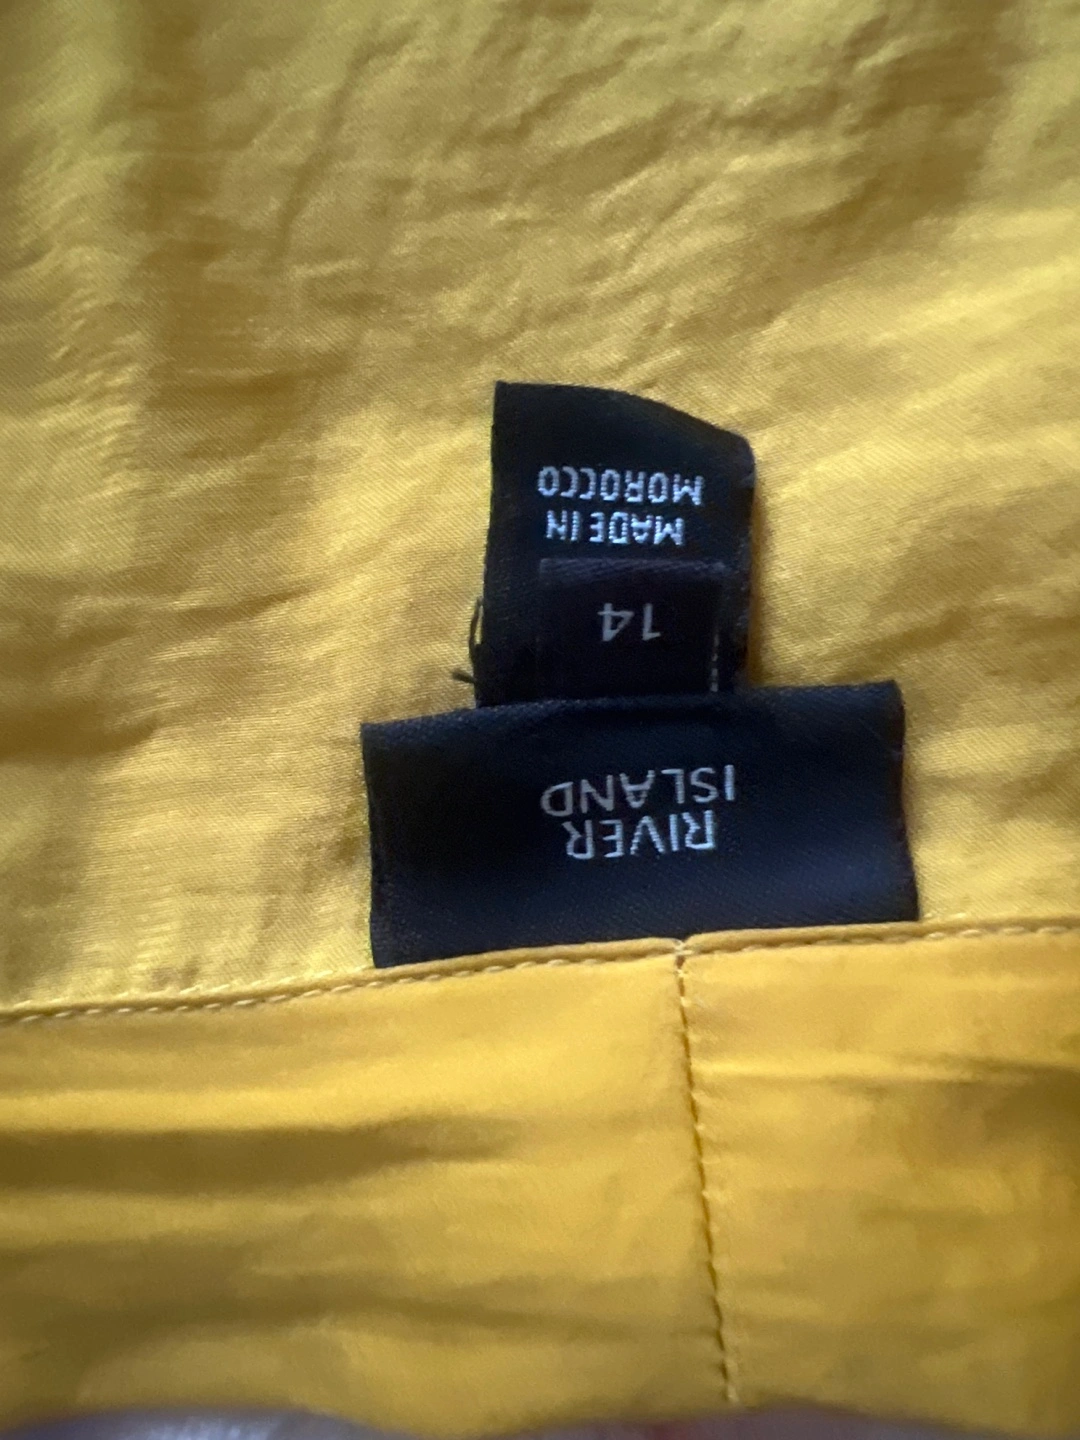 RIVER
ISLAND
14
MADE IN
MOROCCO